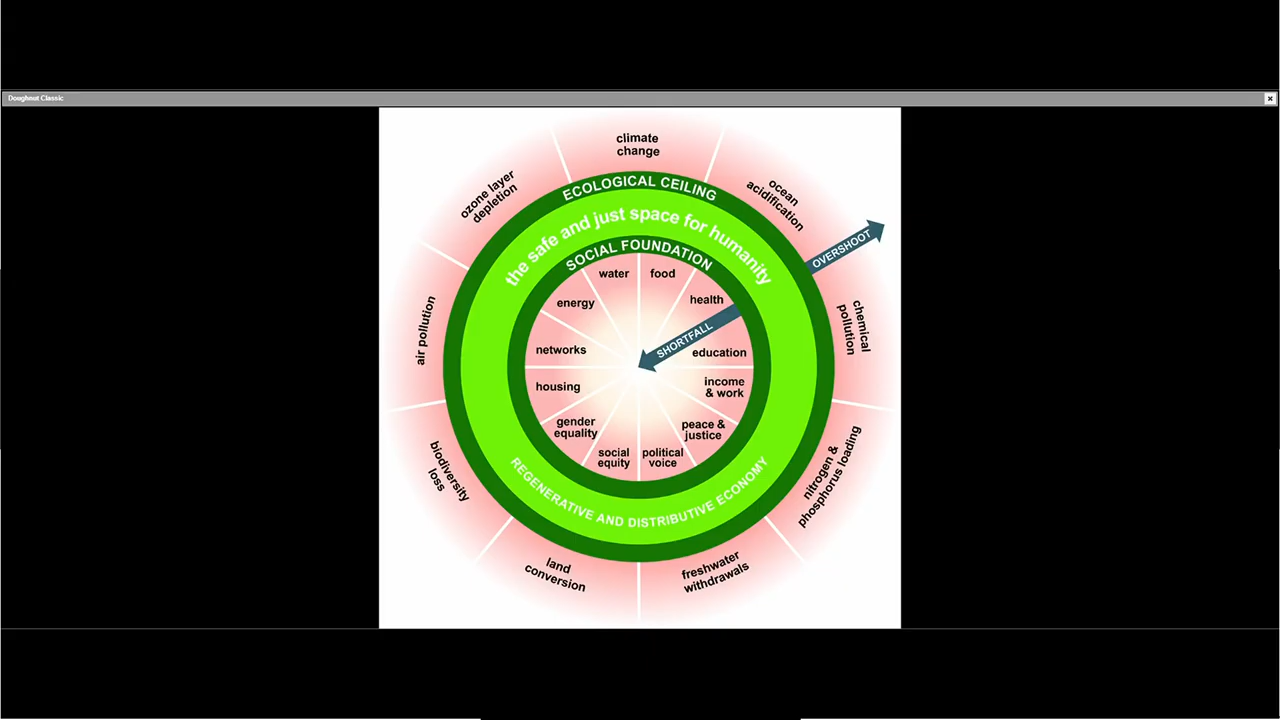 Doughnut Classic
climate
change
ozone layer
depletion
ocean
acidification
ECOLOGICAL CEILING
the safe and just space for humanity
SOCIAL FOUNDATION
OVERSHOOT
water
food
energy
health
air pollution
chemical
pollution
SHORTFALL
networks
education
housing
income
& work
gender
equality
peace &
justice
social
equity
political
voice
biodiversity
loss
nitrogen &
phosphorus loading
REGENERATIVE AND DISTRIBUTIVE ECONOMY
land
conversion
freshwater
withdrawals